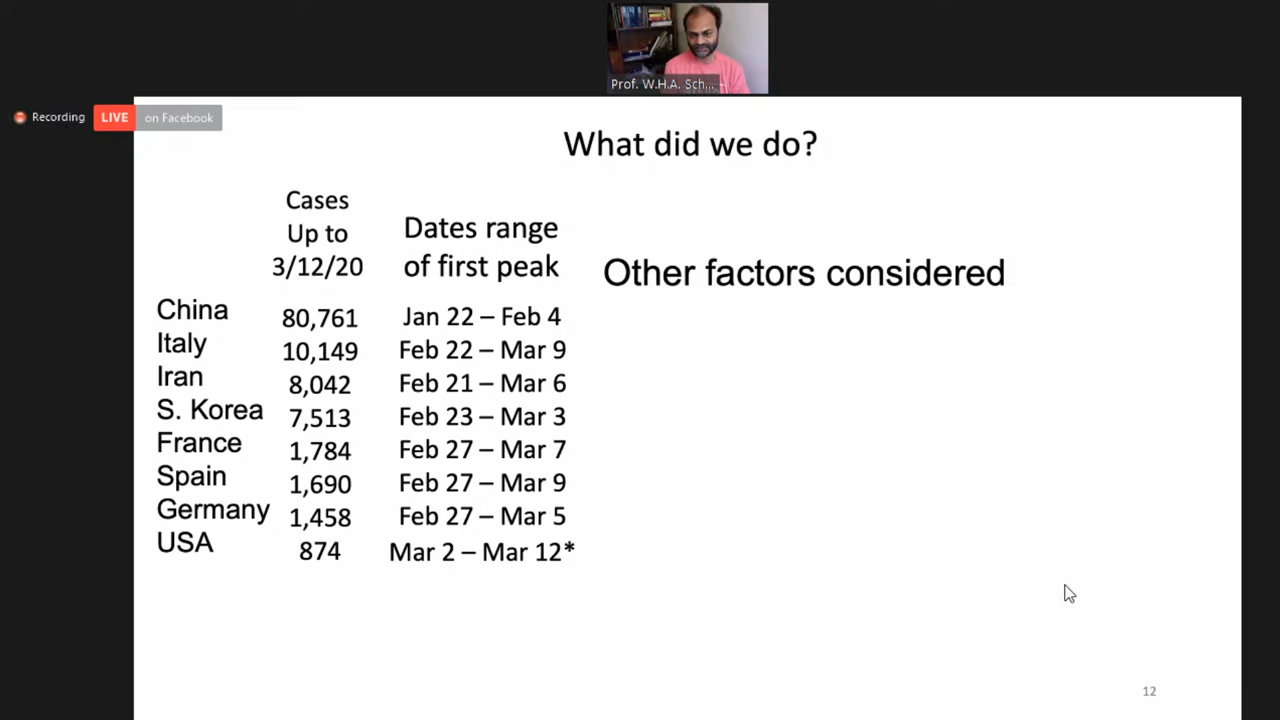 Prof. W.H.A. Sch...
Recording
LIVE on Facebook
What did we do?
Cases
Up to
3/12/20
Dates range
of first peak
Other factors considered
China 80,761 Jan 22 – Feb 4
Italy 10,149 Feb 22 – Mar 9
Iran 8,042 Feb 21 – Mar 6
S. Korea 7,513 Feb 23 – Mar 3
France 1,784 Feb 27 – Mar 7
Spain 1,690 Feb 27 – Mar 9
Germany 1,458 Feb 27 – Mar 5
USA 874 Mar 2 – Mar 12*
12